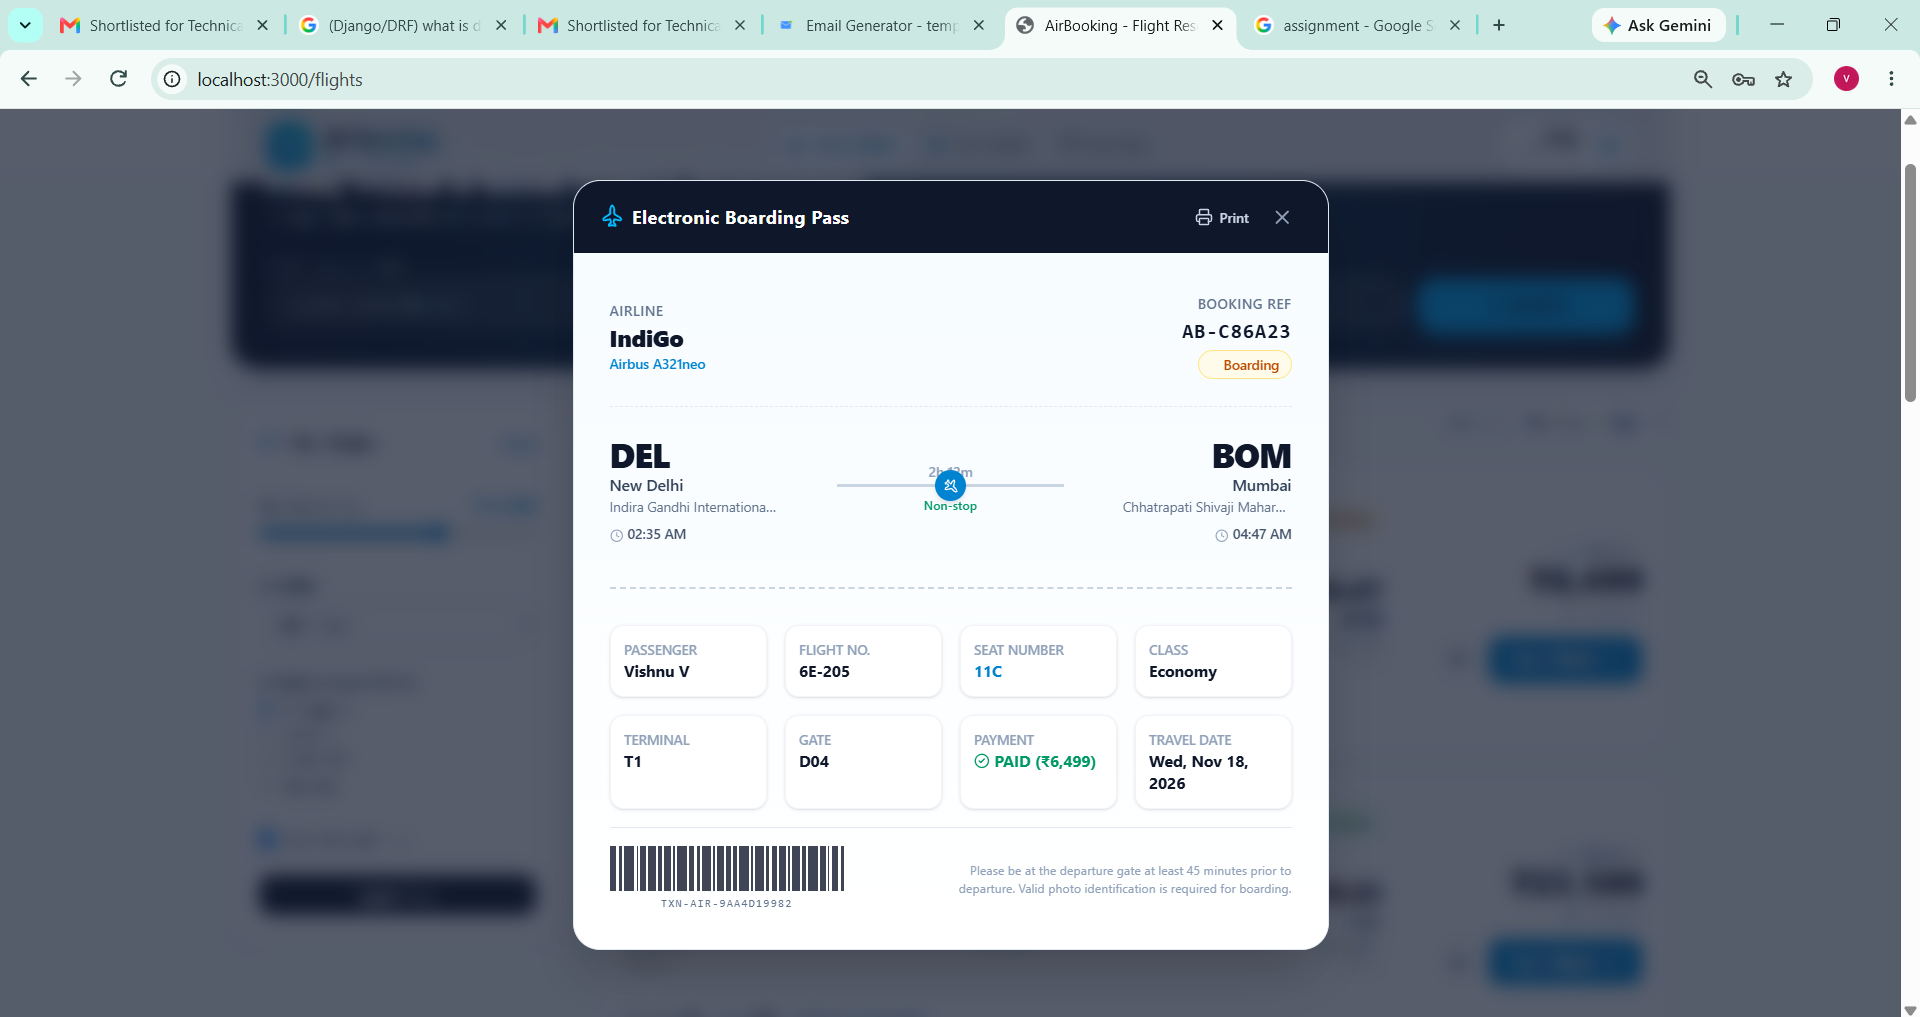 Shortlisted for Technica
(Django/DRF) what is d
Shortlisted for Technica
Email Generator - temp
AirBooking - Flight Res
assignment - Google S
Ask Gemini
localhost:3000/flights
V
Electronic Boarding Pass
Print
AIRLINE
IndiGo
Airbus A321neo
BOOKING REF
AB-C86A23
Boarding
DEL
New Delhi
Indira Gandhi Internationa...
02:35 AM
Non-stop
BOM
Mumbai
Chhatrapati Shivaji Mahar...
04:47 AM
PASSENGER
Vishnu V
FLIGHT NO.
6E-205
SEAT NUMBER
11C
CLASS
Economy
TERMINAL
T1
GATE
D04
PAYMENT
PAID (₹6,499)
TRAVEL DATE
Wed, Nov 18,
2026
TXN-AIR-9AA4D19982
Please be at the departure gate at least 45 minutes prior to
departure. Valid photo identification is required for boarding.